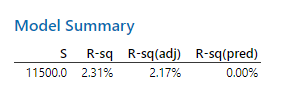 Model Summary
S R-sq R-sq(adj) R-sq(pred)
11500.0 2.31% 2.17% 0.00%